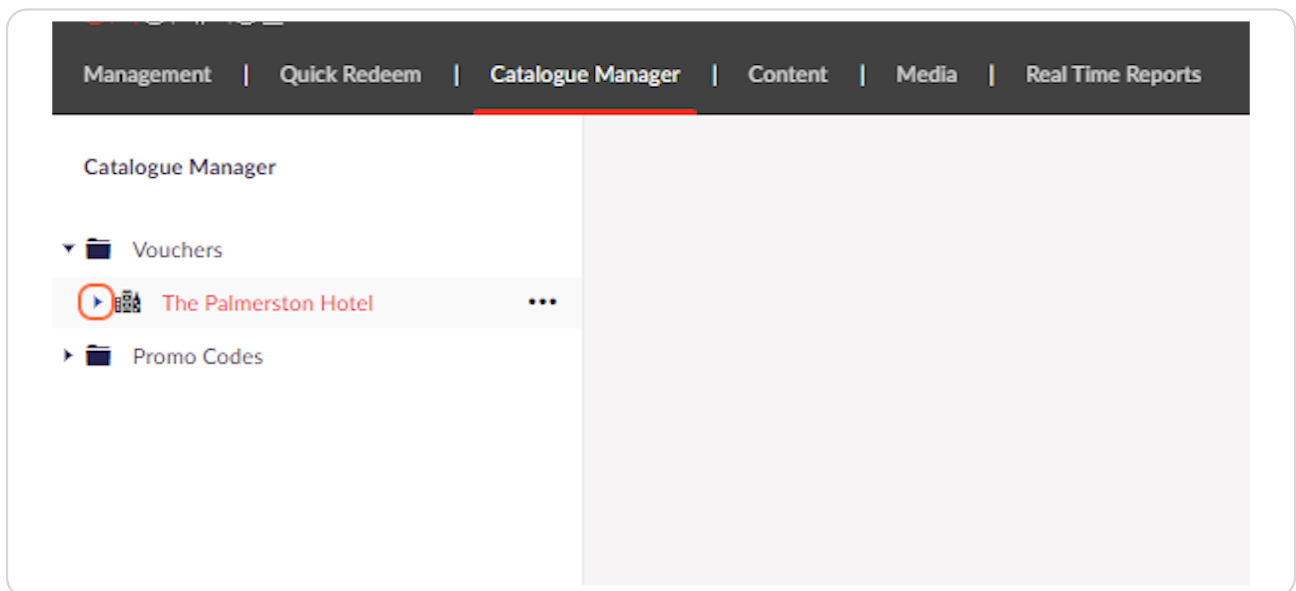 Management | Quick Redeem | Catalogue Manager | Content | Media | Real Time Reports
Catalogue Manager
Vouchers
The Palmerston Hotel •••
Promo Codes